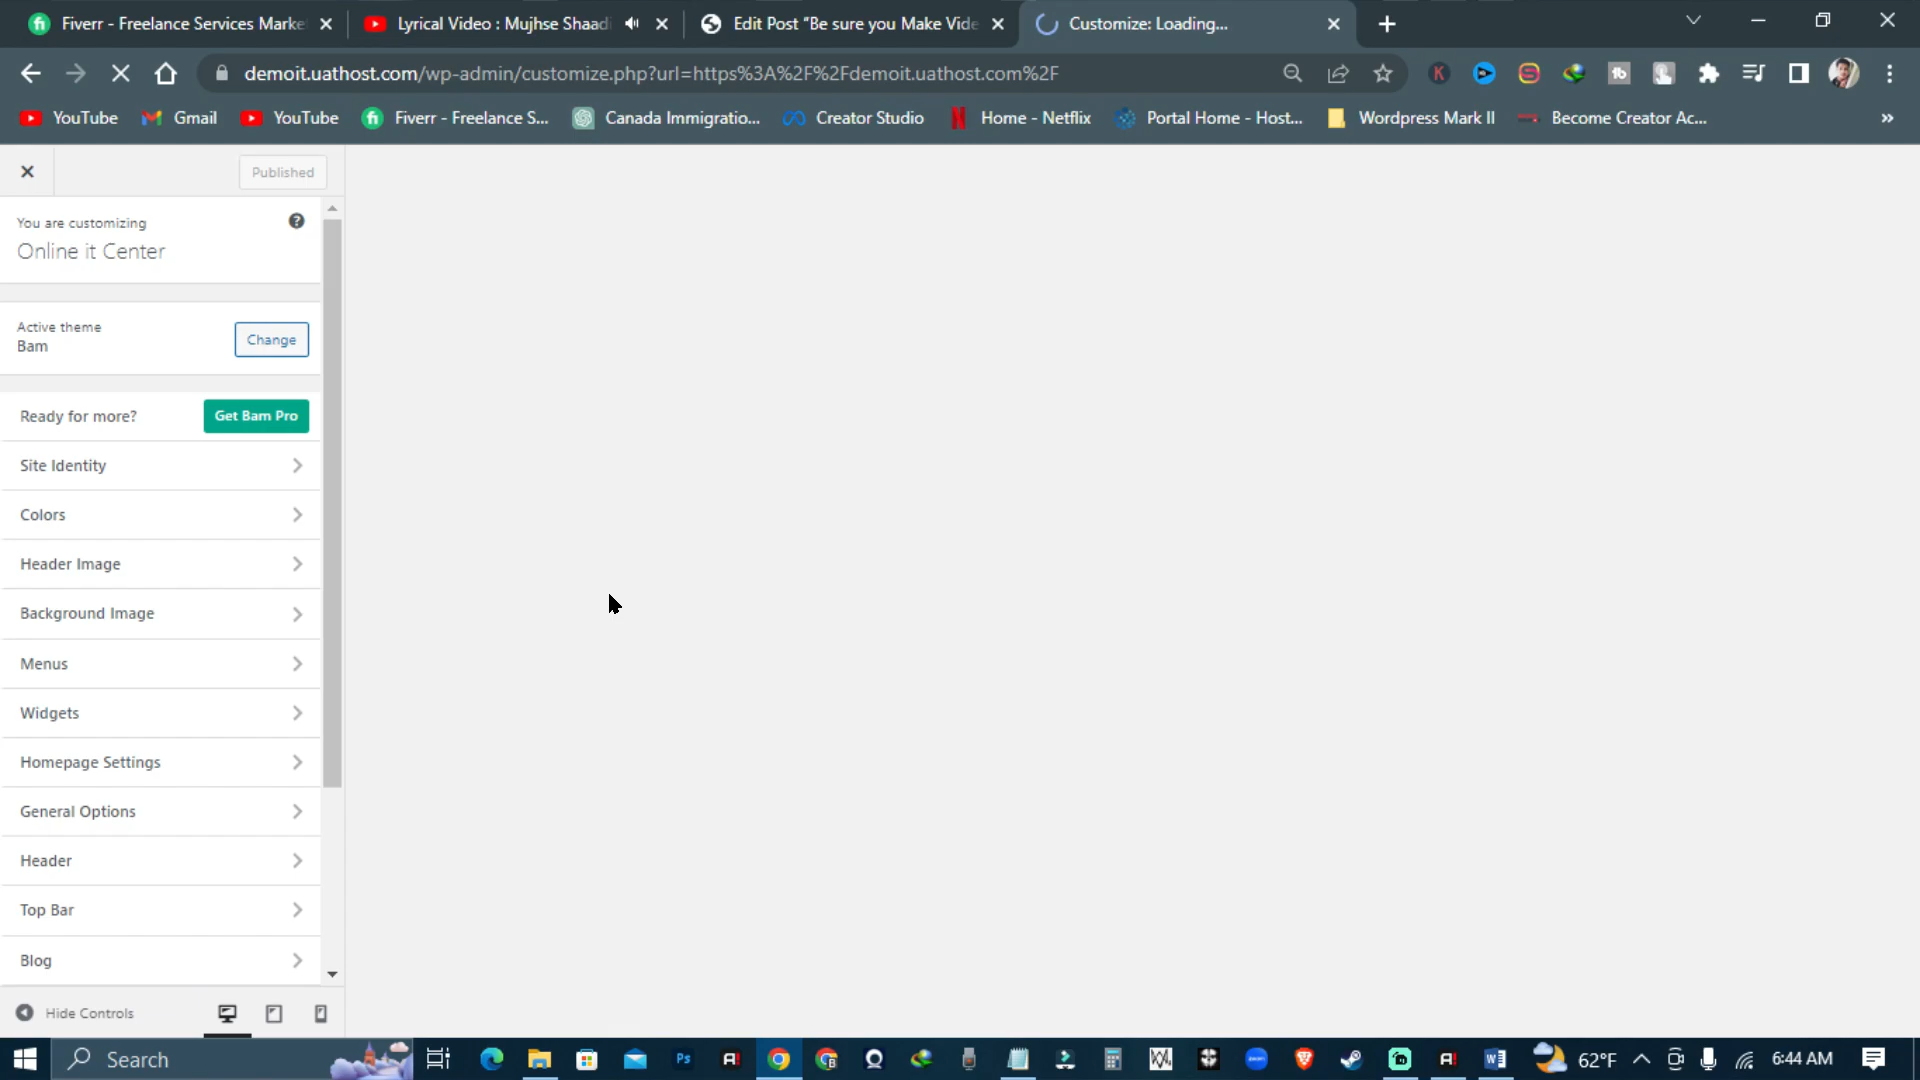 Fiverr - Freelance Services Marke
Lyrical Video : Mujhse Shaadi
Edit Post “Be sure you Make Vide
Customize: Loading...
demoit.uathost.com/wp-admin/customize.php?url=https%3A%2F%2Fdemoit.uathost.com%2F
YouTube
Gmail
YouTube
Fiverr - Freelance S...
Canada Immigratio...
Creator Studio
Home - Netflix
Portal Home - Host...
Wordpress Mark II
Become Creator Ac...
Published
You are customizing
Online it Center
Active theme
Bam
Change
Ready for more?
Get Bam Pro
Site Identity
Colors
Header Image
Background Image
Menus
Widgets
Homepage Settings
General Options
Header
Top Bar
Blog
Hide Controls
Search
62°F
6:44 AM